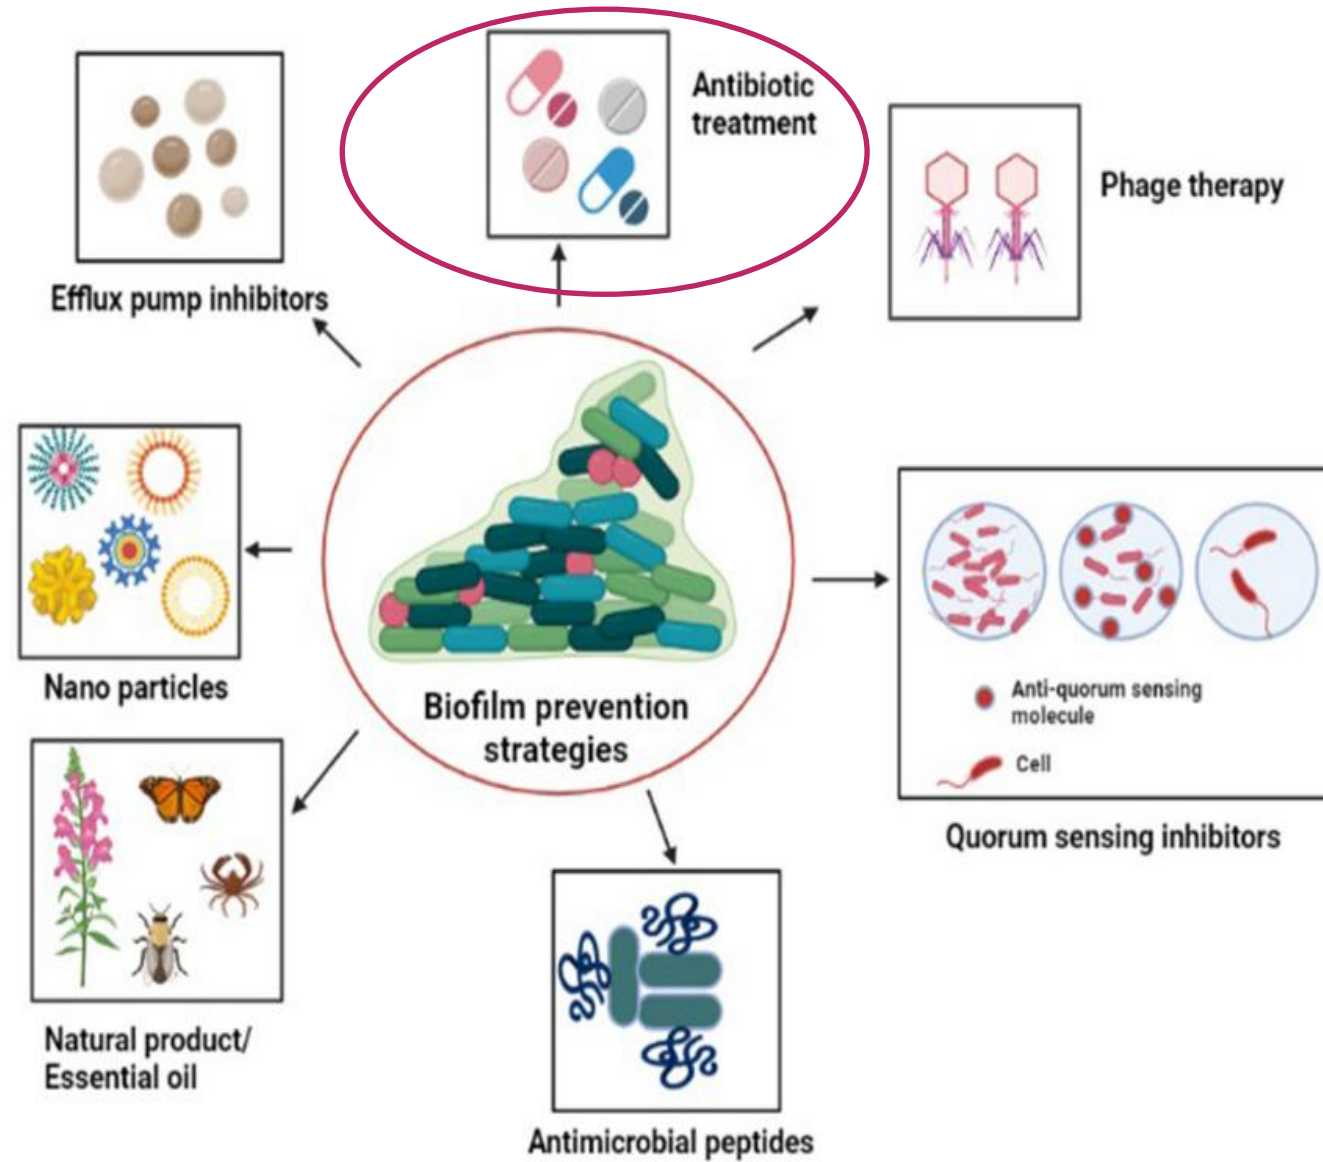 Antibiotic
treatment
Phage therapy
Efflux pump inhibitors
Nano particles
Biofilm prevention
strategies
Anti-quorum sensing
molecule
Cell
Quorum sensing inhibitors
Natural product/
Essential oil
Antimicrobial peptides